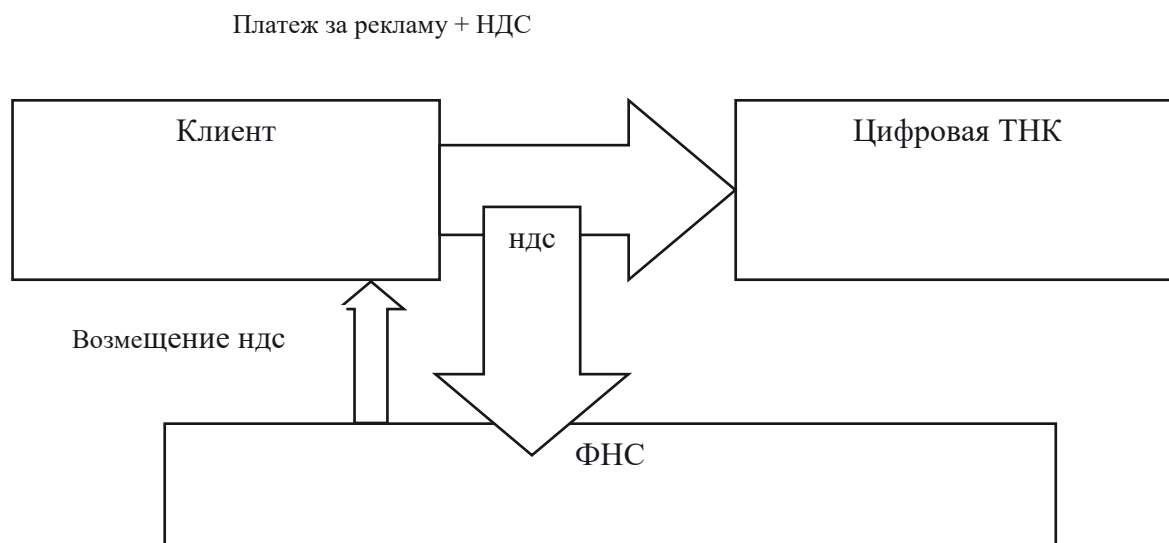 Платеж за рекламу + НДС
Клиент
Цифровая ТНК
ндс
Возмещение ндс
ФНС